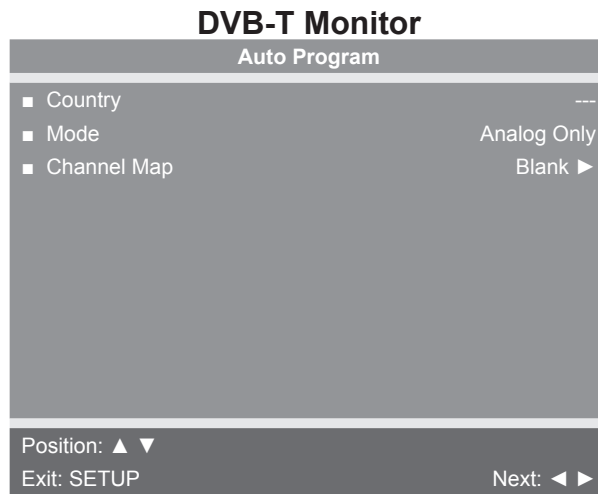 DVB-T Monitor
Auto Program
■ Country ---
■ Mode Analog Only
■ Channel Map Blank ►
Position: ▲ ▼
Exit: SETUP Next: ◄ ►